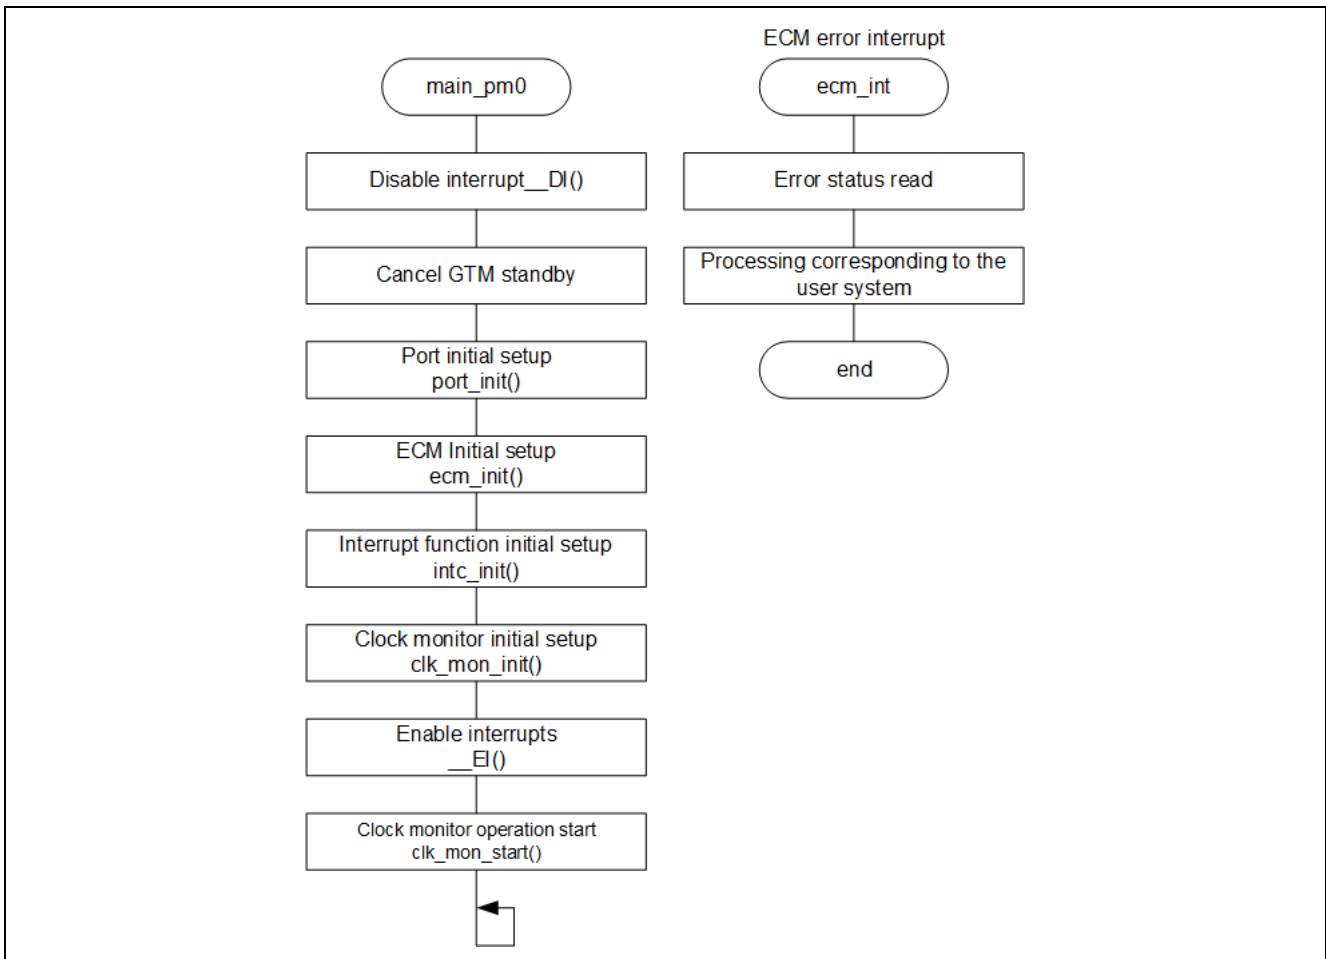 main_pm0
Disable interrupt__DI()
Cancel GTM standby
Port initial setup
port_init()
ECM Initial setup
ecm_init()
Interrupt function initial setup
intc_init()
Clock monitor initial setup
clk_mon_init()
Enable interrupts
__EI()
Clock monitor operation start
clk_mon_start()
ECM error interrupt
ecm_int
Error status read
Processing corresponding to the
user system
end